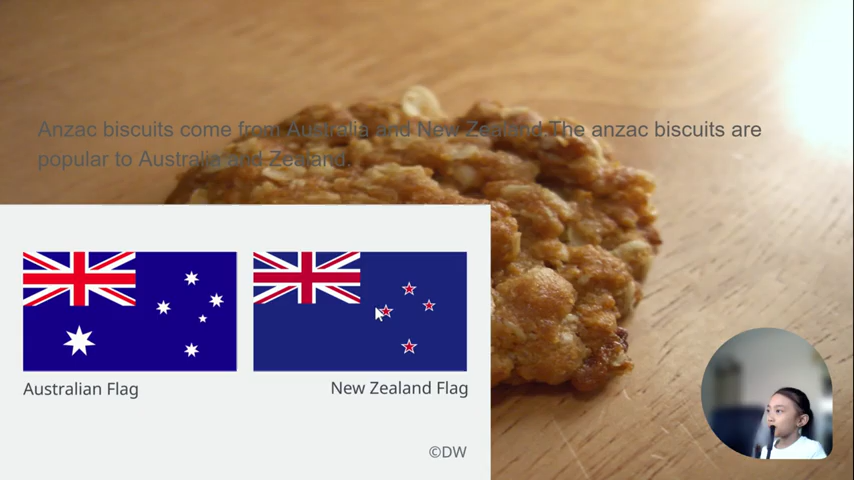 Anzac biscuits come from Australia and New Zealand.The anzac biscuits are
popular to Australia and Zealand.
Australian Flag
New Zealand Flag
©DW